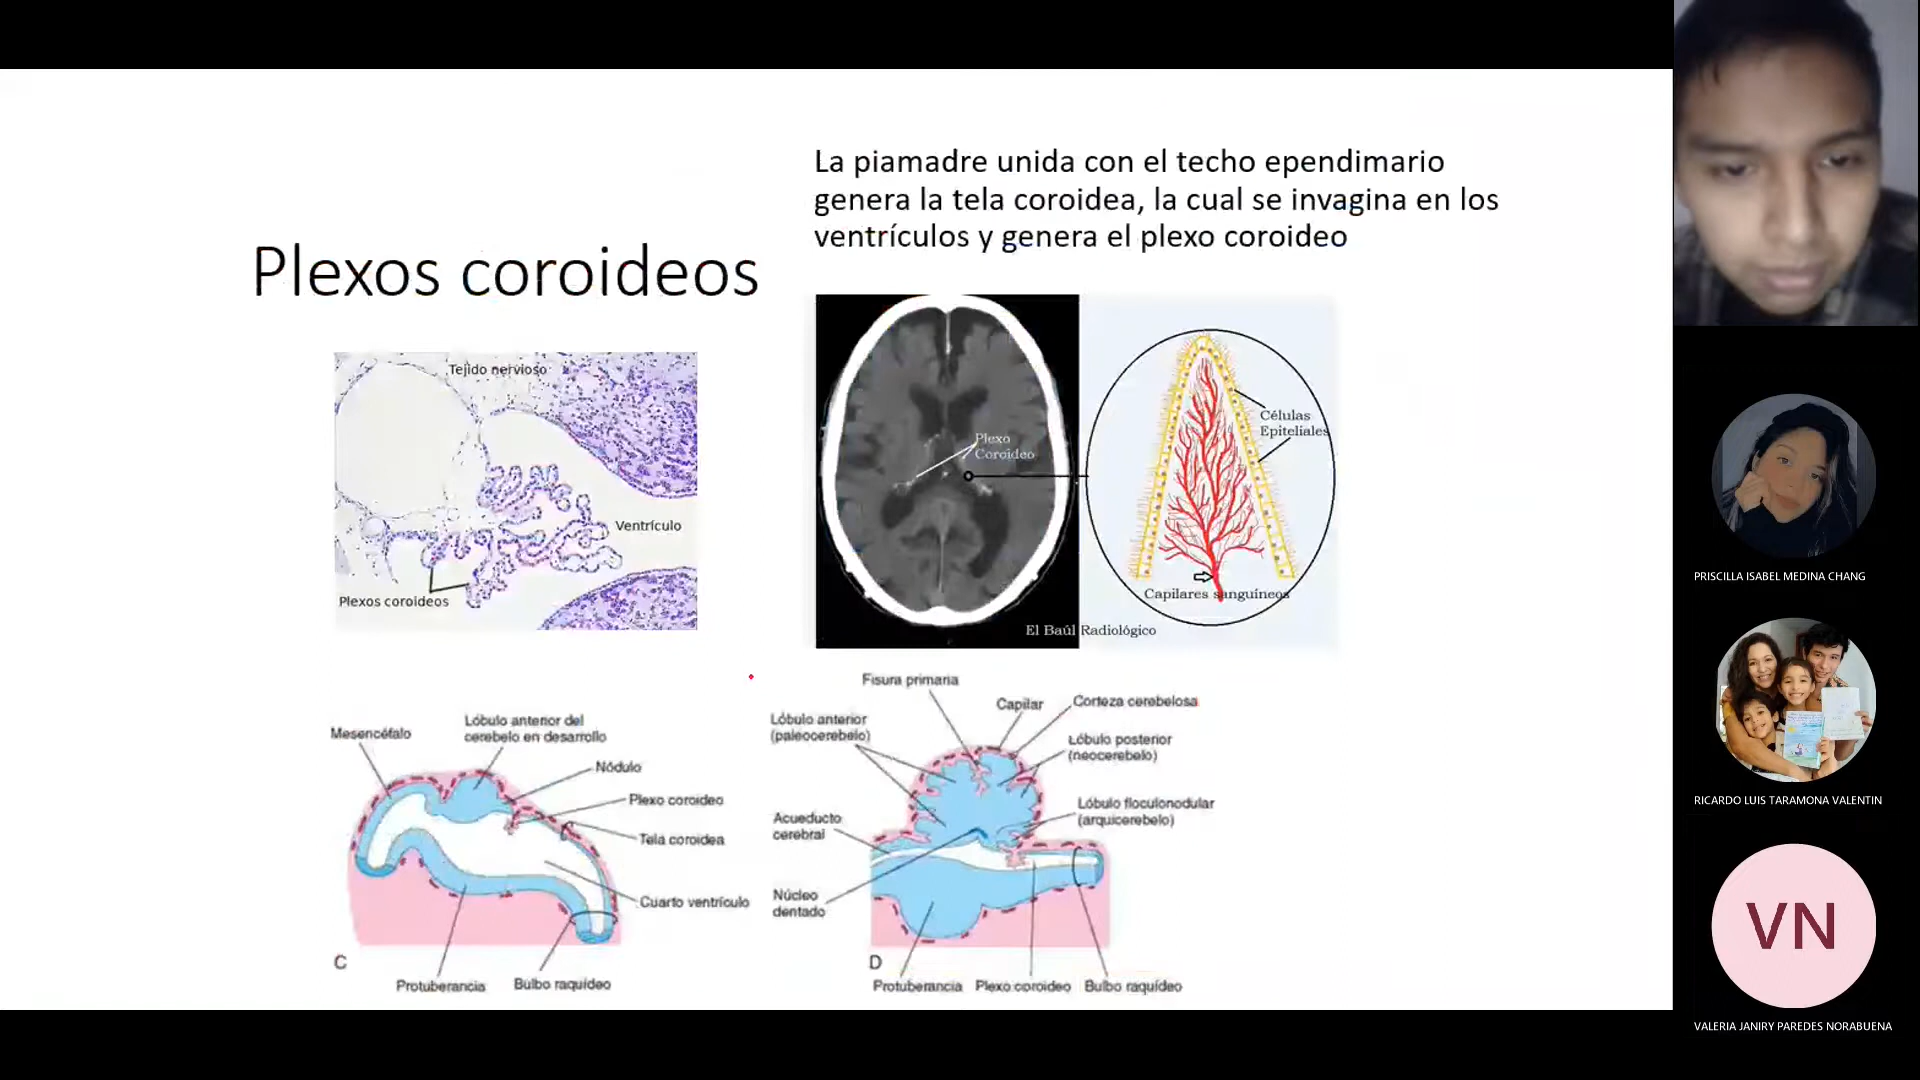 Plexos coroideos
La piamadre unida con el techo ependimario
genera la tela coroidea, la cual se invagina en los
ventrículos y genera el plexo coroideo
Tejido nervioso
Ventrículo
Plexos coroideos
Plexo
Coroideo
Células
Epiteliales
Capilares sanguíneos
El Baúl Radiológico
Mesencéfalo
Lóbulo anterior del
cerebelo en desarrollo
Nódulo
Plexo coroideo
Tela coroidea
Cuarto ventrículo
C
Protuberancia
Bulbo raquídeo
Fisura primaria
Capilar
Corteza cerebelosa
Lóbulo anterior
(paleocerebelo)
Lóbulo posterior
(neocerebelo)
Lóbulo floculonodular
(arquicerebelo)
Acueducto
cerebral
Núcleo
dentado
D
Protuberancia
Plexo coroideo
Bulbo raquídeo
PRISCILLA ISABEL MEDINA CHANG
RICARDO LUIS TARAMONA VALENTIN
VN
VALERIA JANIRY PAREDES NORABUENA